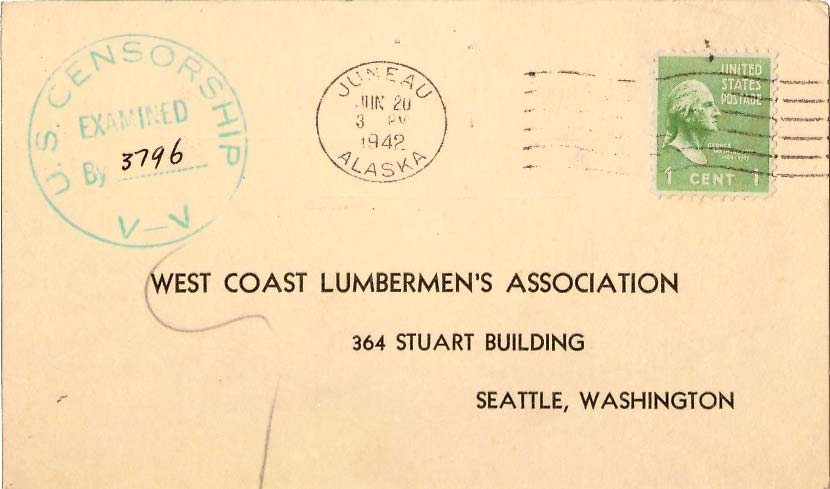 U.S. CENSORSHIP
EXAMINED
By 3796
V-V
JUNEAU
JUN 20
3 PM
1942
ALASKA
UNITED
STATES
POSTAGE
GEORGE
1 CENT 1
WEST COAST LUMBERMEN'S ASSOCIATION
364 STUART BUILDING
SEATTLE, WASHINGTON